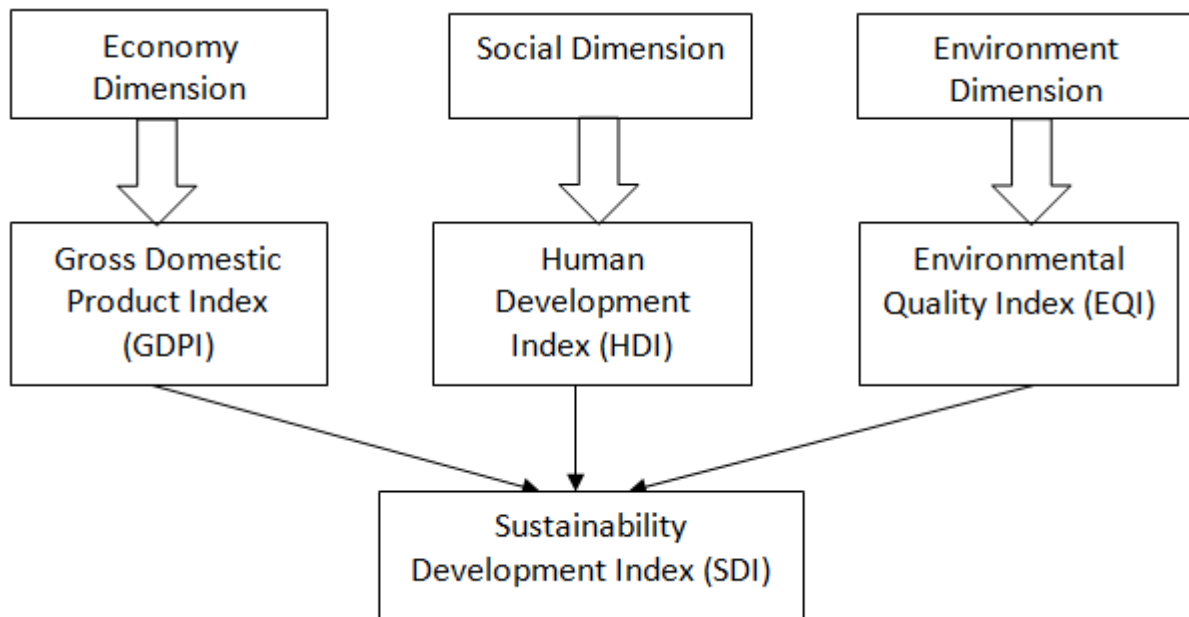 Economy
Dimension
Social Dimension
Environment
Dimension
Gross Domestic
Product Index
(GDPI)
Human
Development
Index (HDI)
Environmental
Quality Index (EQI)
Sustainability
Development Index (SDI)